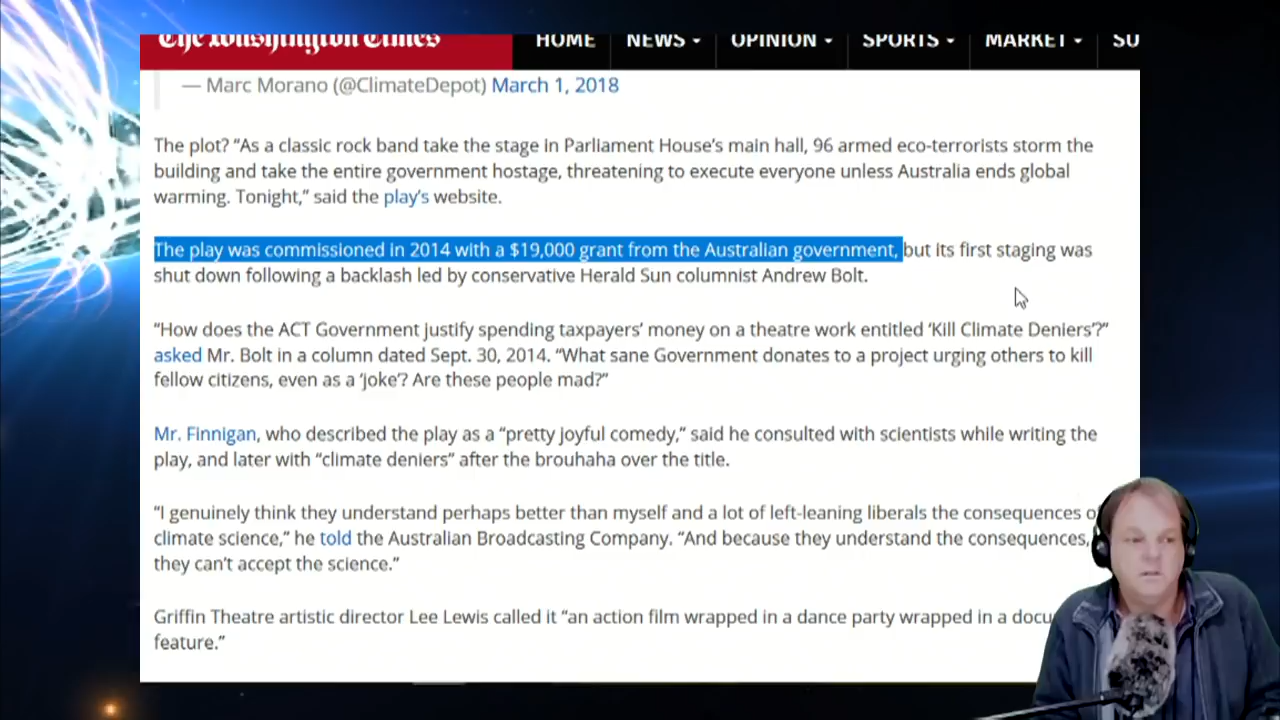 The Washington Times
HOME NEWS OPINION SPORTS MARKET SU
— Marc Morano (@ClimateDepot) March 1, 2018
The plot? “As a classic rock band take the stage in Parliament House’s main hall, 96 armed eco-terrorists storm the
building and take the entire government hostage, threatening to execute everyone unless Australia ends global
warming. Tonight,” said the play’s website.
The play was commissioned in 2014 with a $19,000 grant from the Australian government, but its first staging was
shut down following a backlash led by conservative Herald Sun columnist Andrew Bolt.
“How does the ACT Government justify spending taxpayers’ money on a theatre work entitled ‘Kill Climate Deniers’?”
asked Mr. Bolt in a column dated Sept. 30, 2014. “What sane Government donates to a project urging others to kill
fellow citizens, even as a ‘joke’? Are these people mad?”
Mr. Finnigan, who described the play as a “pretty joyful comedy,” said he consulted with scientists while writing the
play, and later with “climate deniers” after the brouhaha over the title.
“I genuinely think they understand perhaps better than myself and a lot of left-leaning liberals the consequences o
climate science,” he told the Australian Broadcasting Company. “And because they understand the consequences,
they can’t accept the science.”
Griffin Theatre artistic director Lee Lewis called it “an action film wrapped in a dance party wrapped in a docu
feature.”